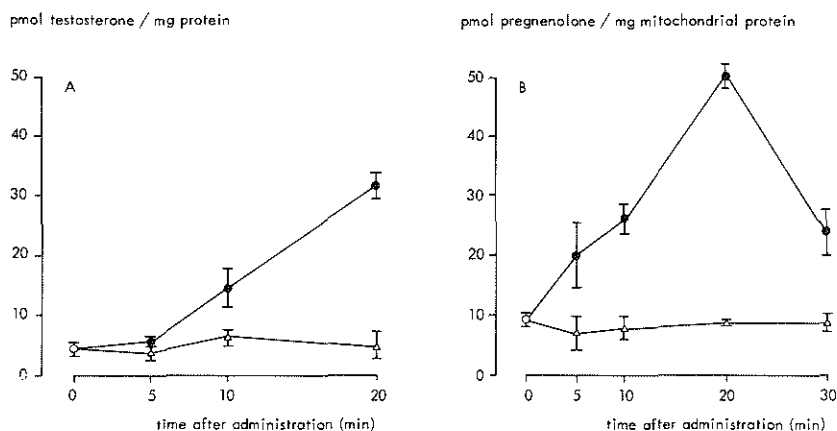 pmol testosterone / mg protein
A
50
40
30
20
10
0
0 5 10 20
time after administration (min)
pmol pregnenolone / mg mitochondrial protein
B
50
40
30
20
10
0
0 5 10 20 30
time after administration (min)